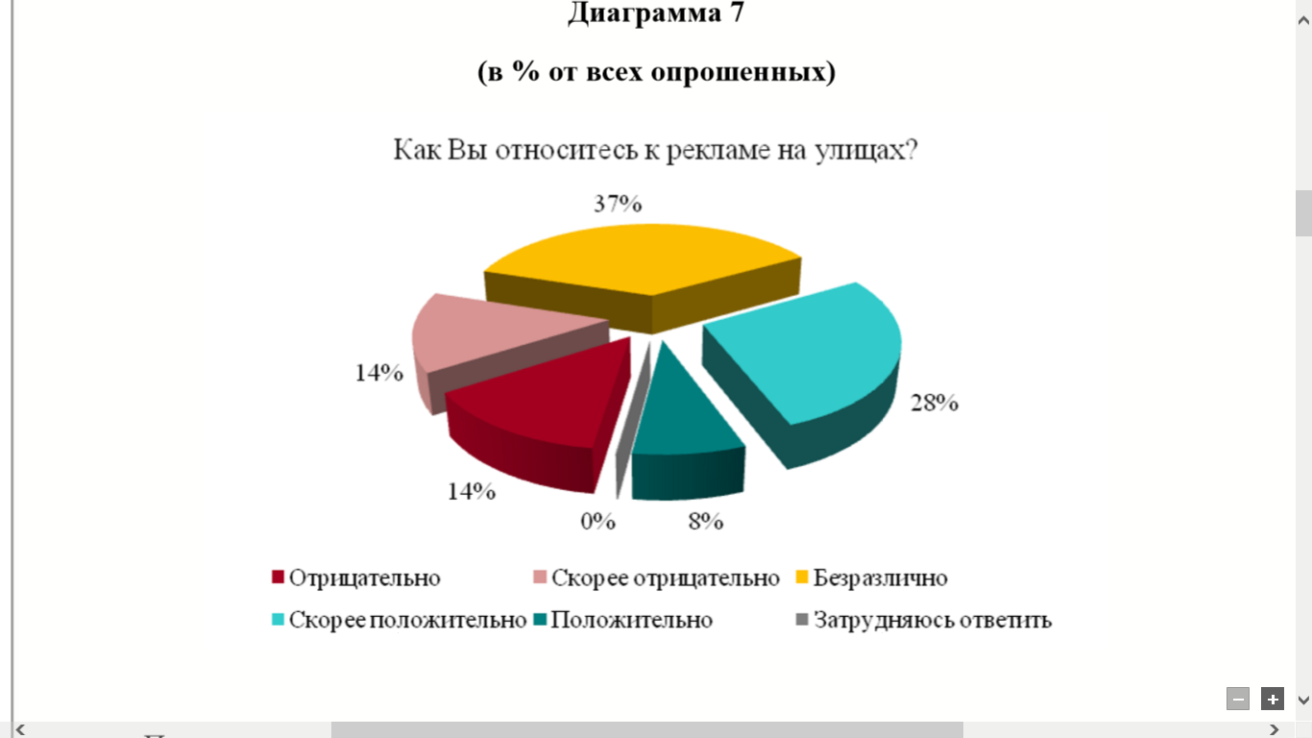 Диаграмма 7
(в % от всех опрошенных)
Как Вы относитесь к рекламе на улицах?
37%
14%
28%
14%
0%
8%
Отрицательно
Скорее отрицательно
Безразлично
Скорее положительно
Положительно
Затрудняюсь ответить